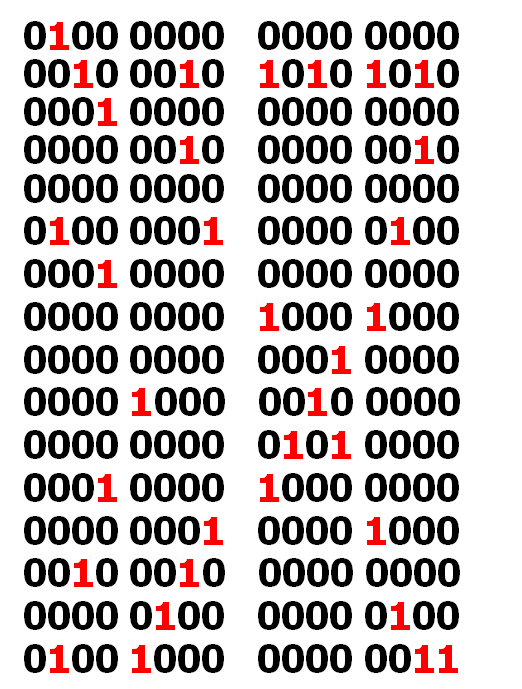 0100 0000 0000 0000
0010 0010 1010 1010
0001 0000 0000 0000
0000 0010 0000 0010
0000 0000 0000 0000
0100 0001 0000 0100
0001 0000 0000 0000
0000 0000 1000 1000
0000 0000 0001 0000
0000 1000 0010 0000
0000 0000 0101 0000
0001 0000 1000 0000
0000 0001 0000 1000
0010 0010 0000 0000
0000 0100 0000 0100
0100 1000 0000 0011